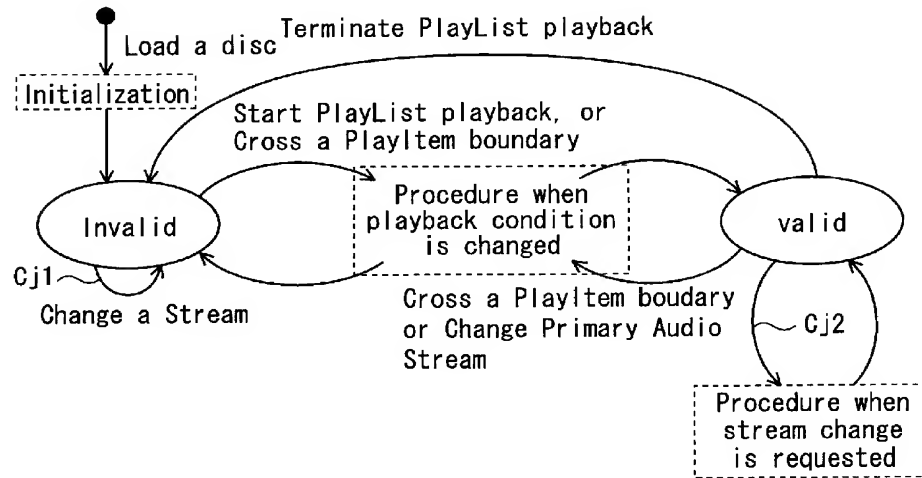 Terminate PlayList playback
Load a disc
Initialization
Start PlayList playback, or
Cross a PlayItem boundary
Procedure when
playback condition
is changed
Invalid
valid
Cj1
Change a Stream
Cross a PlayItem boudary
or Change Primary Audio
Stream
Cj2
Procedure when
stream change
is requested